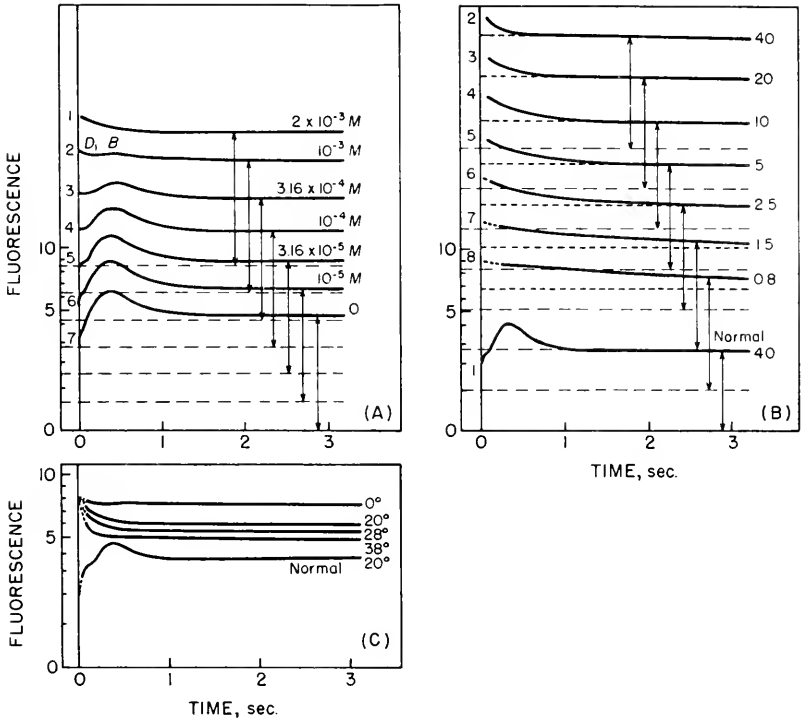 FLUORESCENCE
10
5
0
1
2 D, B
3
4
5
6
7
2 x 10⁻³ M
10⁻³ M
3.16 x 10⁻⁴ M
10⁻⁴ M
3.16 x 10⁻⁵ M
10⁻⁵ M
0
(A)
0 1 2 3
10
5
0
2
3
4
5
6
7
8
1
40
20
10
5
2.5
1.5
0.8
Normal
40
(B)
0 1 2 3
TIME, sec.
FLUORESCENCE
10
5
0
0°
20°
28°
38°
Normal 20°
(C)
0 1 2 3
TIME, sec.